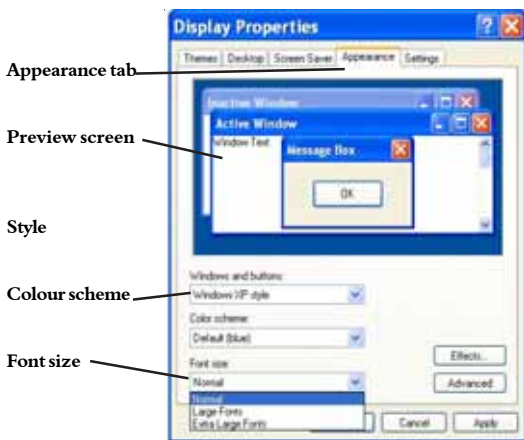 Display Properties
Themes Desktop Screen Saver Appearance Settings
Appearance tab
Inactive Window
Active Window
Preview screen
Window Text
Message Box
OK
Style
Windows and buttons:
Colour scheme
Windows XP style
Color scheme:
Default (blue)
Font size
Font size:
Effects...
Normal
Advanced
Normal
Large Fonts
Extra Large Fonts
Cancel
Apply